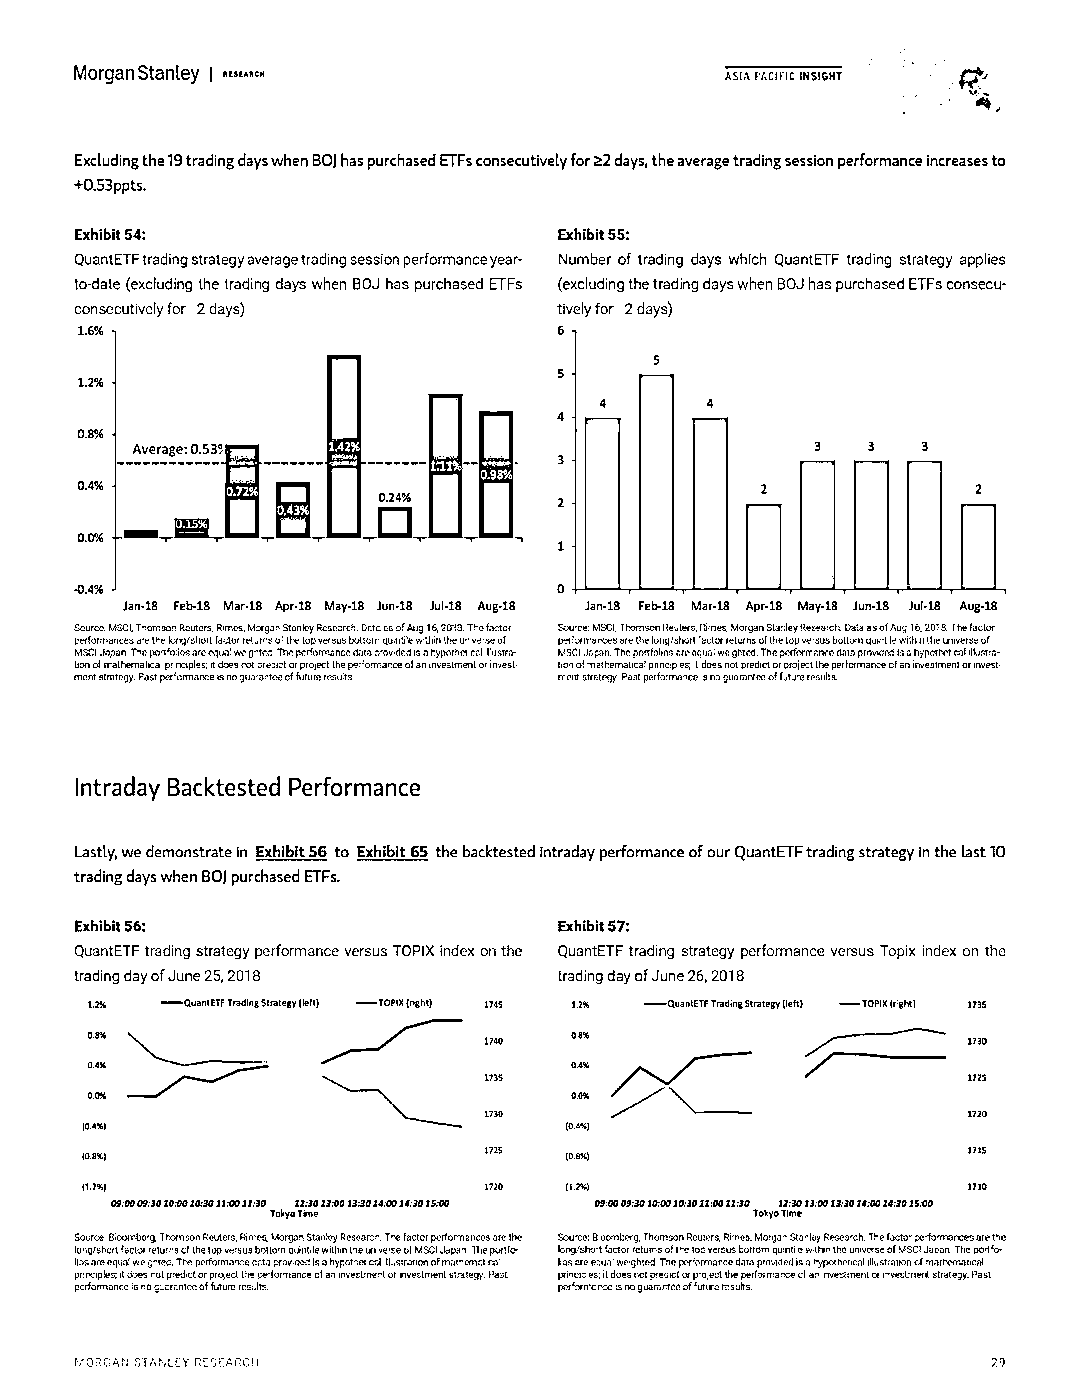 Morgan Stanley | RESEARCH
ASIA PACIFIC INSIGHT
Excluding the 19 trading days when BOJ has purchased ETFs consecutively for ≥2 days, the average trading session performance increases to
+0.53ppts.
Exhibit 54:
QuantETF trading strategy average trading session performance year-
to-date (excluding the trading days when BOJ has purchased ETFs
consecutively for 2 days)
1.6%
1.2%
0.8%
0.4%
0.0%
-0.4%
Average: 0.53%
0.15%
0.72%
0.43%
1.42%
0.24%
1.11%
0.98%
Jan-18 Feb-18 Mar-18 Apr-18 May-18 Jun-18 Jul-18 Aug-18
Source: MSCI, Thomson Reuters, Rimes, Morgan Stanley Research. Data as of Aug 16, 2018. The factor
performances are the long/short factor returns of the top versus bottom quintile within the universe of
MSCI Japan. The portfolios are equal weighted. The performance data provided is a hypothetical illustra-
tion of mathematical principles; it does not predict or project the performance of an investment or invest-
ment strategy. Past performance is no guarantee of future results.
Exhibit 55:
Number of trading days which QuantETF trading strategy applies
(excluding the trading days when BOJ has purchased ETFs consecu-
tively for 2 days)
6
5
4
3
2
1
0
4
5
4
2
3
3
3
2
Jan-18 Feb-18 Mar-18 Apr-18 May-18 Jun-18 Jul-18 Aug-18
Source: MSCI, Thomson Reuters, Rimes, Morgan Stanley Research. Data as of Aug 16, 2018. The factor
performances are the long/short factor returns of the top versus bottom quintile within the universe of
MSCI Japan. The portfolios are equal weighted. The performance data provided is a hypothetical illustra-
tion of mathematical principles; it does not predict or project the performance of an investment or invest-
ment strategy. Past performance is no guarantee of future results.
Intraday Backtested Performance
Lastly, we demonstrate in Exhibit 56 to Exhibit 65 the backtested intraday performance of our QuantETF trading strategy in the last 10
trading days when BOJ purchased ETFs.
Exhibit 56:
QuantETF trading strategy performance versus TOPIX index on the
trading day of June 25, 2018
QuantETF Trading Strategy (left) TOPIX (right)
1.2%
0.8%
0.4%
0.0%
(0.4%)
(0.8%)
(1.2%)
1745
1740
1735
1730
1725
1720
09:00 09:30 10:00 10:30 11:00 11:30 12:30 13:00 13:30 14:00 14:30 15:00
Tokyo Time
Source: Bloomberg, Thomson Reuters, Rimes, Morgan Stanley Research. The factor performances are the
long/short factor returns of the top versus bottom quintile within the universe of MSCI Japan. The portfo-
lios are equal weighted. The performance data provided is a hypothetical illustration of mathematical
principles; it does not predict or project the performance of an investment or investment strategy. Past
performance is no guarantee of future results.
Exhibit 57:
QuantETF trading strategy performance versus Topix index on the
trading day of June 26, 2018
QuantETF Trading Strategy (left) TOPIX (right)
1.2%
0.8%
0.4%
0.0%
(0.4%)
(0.8%)
(1.2%)
1735
1730
1725
1720
1715
1710
09:00 09:30 10:00 10:30 11:00 11:30 12:30 13:00 13:30 14:00 14:30 15:00
Tokyo Time
Source: Bloomberg, Thomson Reuters, Rimes, Morgan Stanley Research. The factor performances are the
long/short factor returns of the top versus bottom quintile within the universe of MSCI Japan. The portfo-
lios are equal weighted. The performance data provided is a hypothetical illustration of mathematical
principles; it does not predict or project the performance of an investment or investment strategy. Past
performance is no guarantee of future results.
MORGAN STANLEY RESEARCH
29